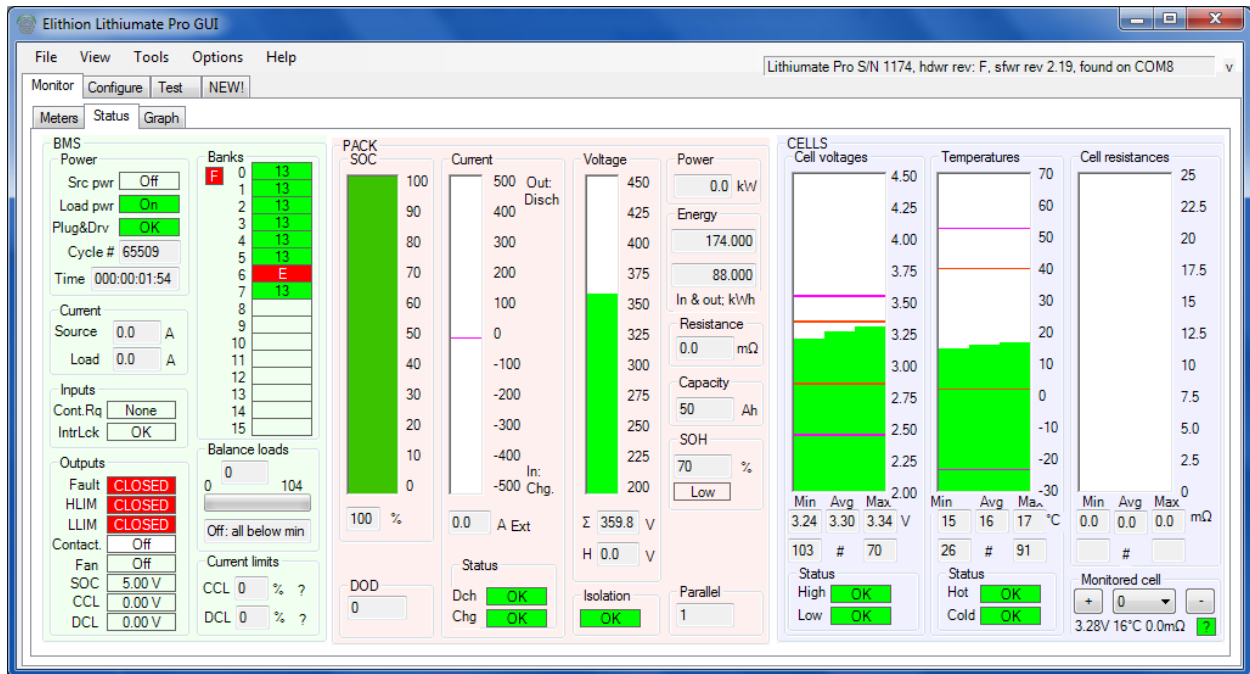 Elithion Lithiumate Pro GUI
File View Tools Options Help
Lithiumate Pro S/N 1174, hdwr rev: F, sfwr rev 2.19, found on COM8 v
Monitor Configure Test NEW!
Meters Status Graph
BMS
Power
Src pwr Off
Load pwr On
Plug&Drv OK
Cycle # 65509
Time 000:00:01:54
Current
Source 0.0 A
Load 0.0 A
Inputs
Cont.Rq None
IntrLck OK
Outputs
Fault CLOSED
HLIM CLOSED
LLIM CLOSED
Contact. Off
Fan Off
SOC 5.00 V
CCL 0.00 V
DCL 0.00 V
Banks
F 0 13
1 13
2 13
3 13
4 13
5 13
6 E
7 13
8
9
10
11
12
13
14
15
Balance loads
0
0 104
Off: all below min
Current limits
CCL 0 % ?
DCL 0 % ?
PACK
SOC
100
90
80
70
60
50
40
30
20
10
0
100 %
DOD
0
Current
500 Out:
Disch
400
300
200
100
0
-100
-200
-300
-400
In:
-500 Chg.
0.0 A Ext
Status
Dch OK
Chg OK
Voltage
450
425
400
375
350
325
300
275
250
225
200
Σ 359.8 V
H 0.0 V
Isolation
OK
Power
0.0 kW
Energy
174.000
88.000
In & out; kWh
Resistance
0.0 mΩ
Capacity
50 Ah
SOH
70 %
Low
Parallel
1
CELLS
Cell voltages
4.50
4.25
4.00
3.75
3.50
3.25
3.00
2.75
2.50
2.25
2.00
Min Avg Max
3.24 3.30 3.34 V
103 # 70
Status
High OK
Low OK
Temperatures
70
60
50
40
30
20
10
0
-10
-20
-30
Min Avg Max
15 16 17 °C
26 # 91
Status
Hot OK
Cold OK
Cell resistances
25
22.5
20
17.5
15
12.5
10
7.5
5.0
2.5
0
Min Avg Max
0.0 0.0 0.0 mΩ
#
Monitored cell
+ 0 -
3.28V 16°C 0.0mΩ ?